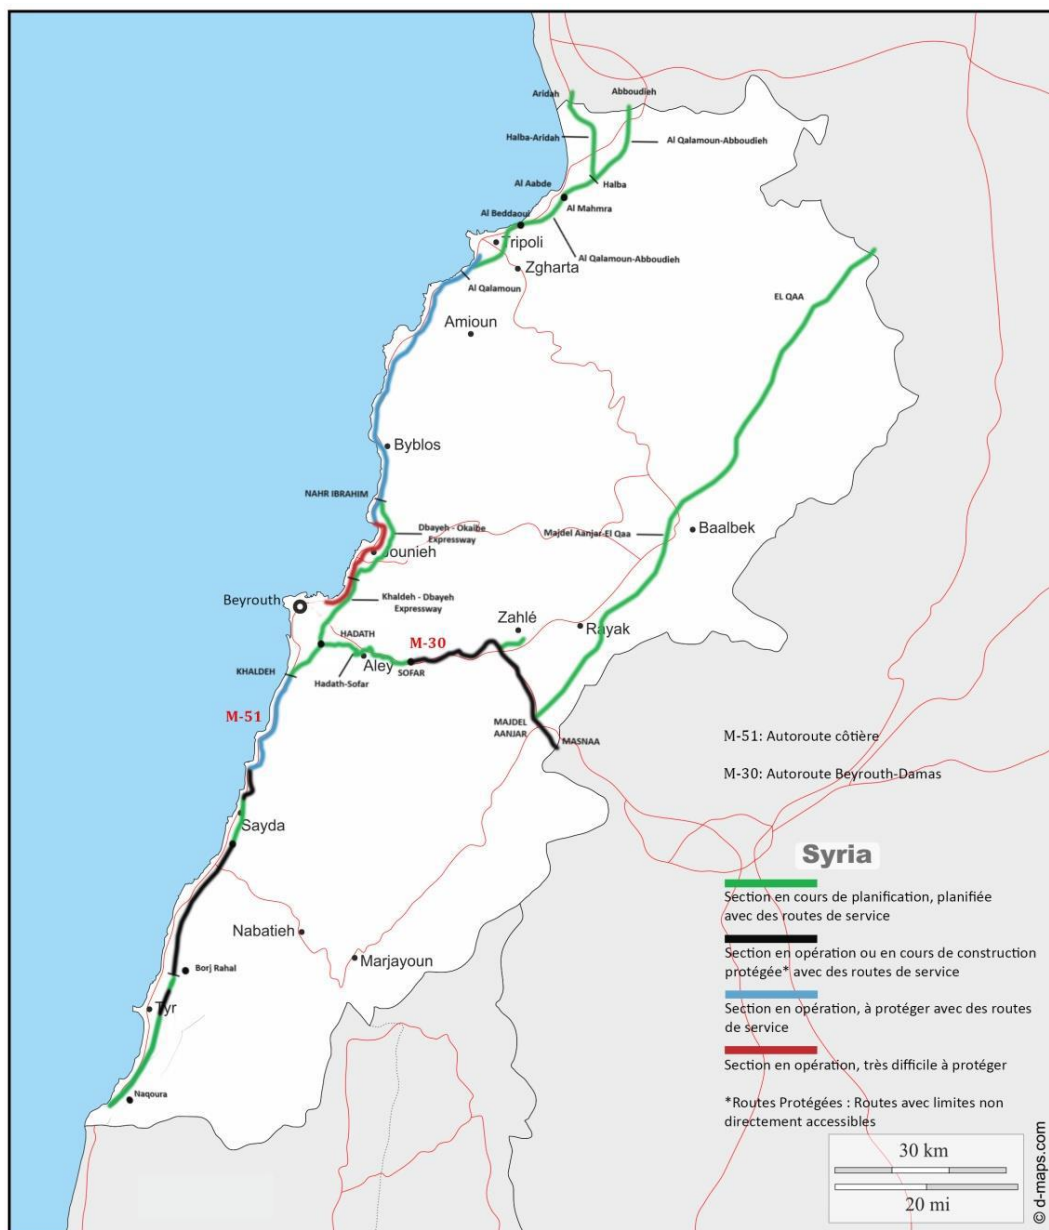 Aridah
Abboudieh
Halba-Aridah
Al Qalamoun-Abboudieh
Al Aabde
Halba
Al Mahmra
Al Beddaoui
Tripoli
Al Qalamoun-Abboudieh
Zgharta
Al Qalamoun
EL QAA
Amioun
Byblos
NAHR IBRAHIM
Dbayeh - Okaibe
Expressway
Majdel Aanjar-El Qaa
Baalbek
Jounieh
Beyrouth
Khaldeh - Dbayeh
Expressway
Zahlé
Rayak
HADATH
M-30
Aley
SOFAR
KHALDEH
Hadath-Sofar
M-51
MAJDEL
AANJAR
MASNAA
M-51: Autoroute côtière
M-30: Autoroute Beyrouth-Damas
Sayda
Syria
Section en cours de planification, planifiée
avec des routes de service
Nabatieh
Section en opération ou en cours de construction
protégée* avec des routes de service
Marjayoun
Borj Rahal
Section en opération, à protéger avec des routes
de service
Tyr
Section en opération, très difficile à protéger
Naqoura
*Routes Protégées : Routes avec limites non
directement accessibles
30 km
20 mi
© d-maps.com